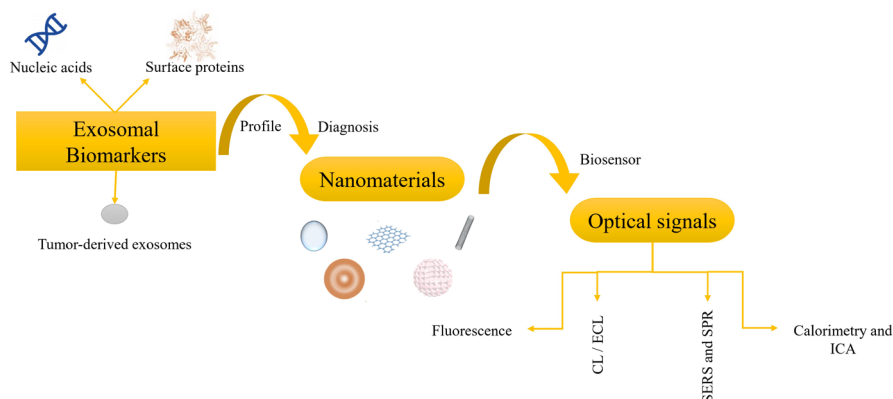 Nucleic acids
Surface proteins
Exosomal
Biomarkers
Profile
Diagnosis
Nanomaterials
Biosensor
Optical signals
Tumor-derived exosomes
Fluorescence
CL / ECL
SERS and SPR
Calorimetry and
ICA